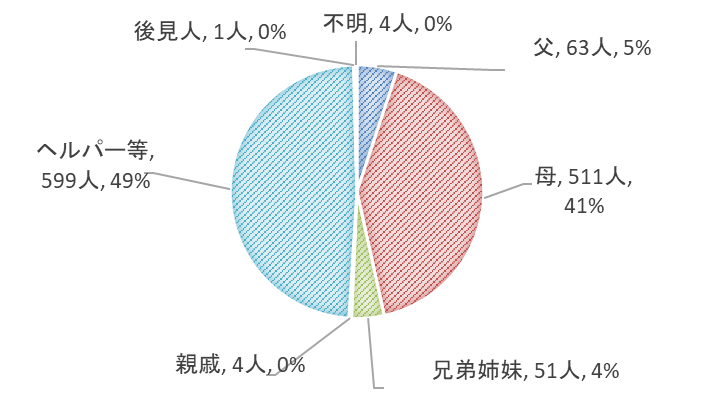 不明, 4人, 0%
父, 63人, 5%
母, 511人,
41%
兄弟姉妹, 51人, 4%
親戚, 4人, 0%
ヘルパー等,
599人, 49%
後見人, 1人, 0%